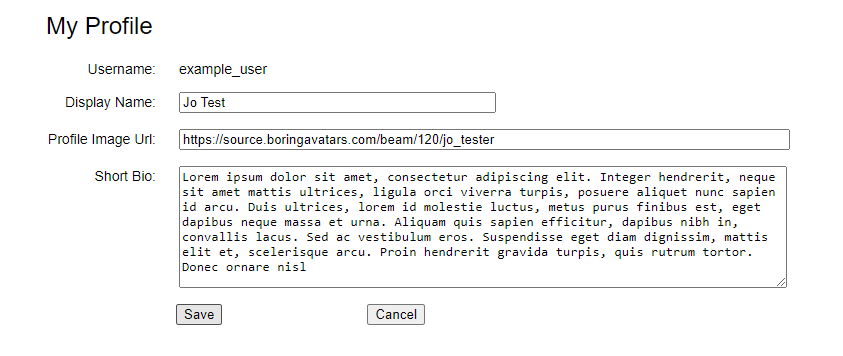 My Profile
Username: example_user
Display Name: Jo Test
Profile Image Url: https://source.boringavatars.com/beam/120/jo_tester
Short Bio: Lorem ipsum dolor sit amet, consectetur adipiscing elit. Integer hendrerit, neque
sit amet mattis ultrices, ligula orci viverra turpis, posuere aliquet nunc sapien
id arcu. Duis ultrices, lorem id molestie luctus, metus purus finibus est, eget
dapibus neque massa et urna. Aliquam quis sapien efficitur, dapibus nibh in,
convallis lacus. Sed ac vestibulum eros. Suspendisse eget diam dignissim, mattis
elit et, scelerisque arcu. Proin hendrerit gravida turpis, quis rutrum tortor.
Donec ornare nisl
Save Cancel